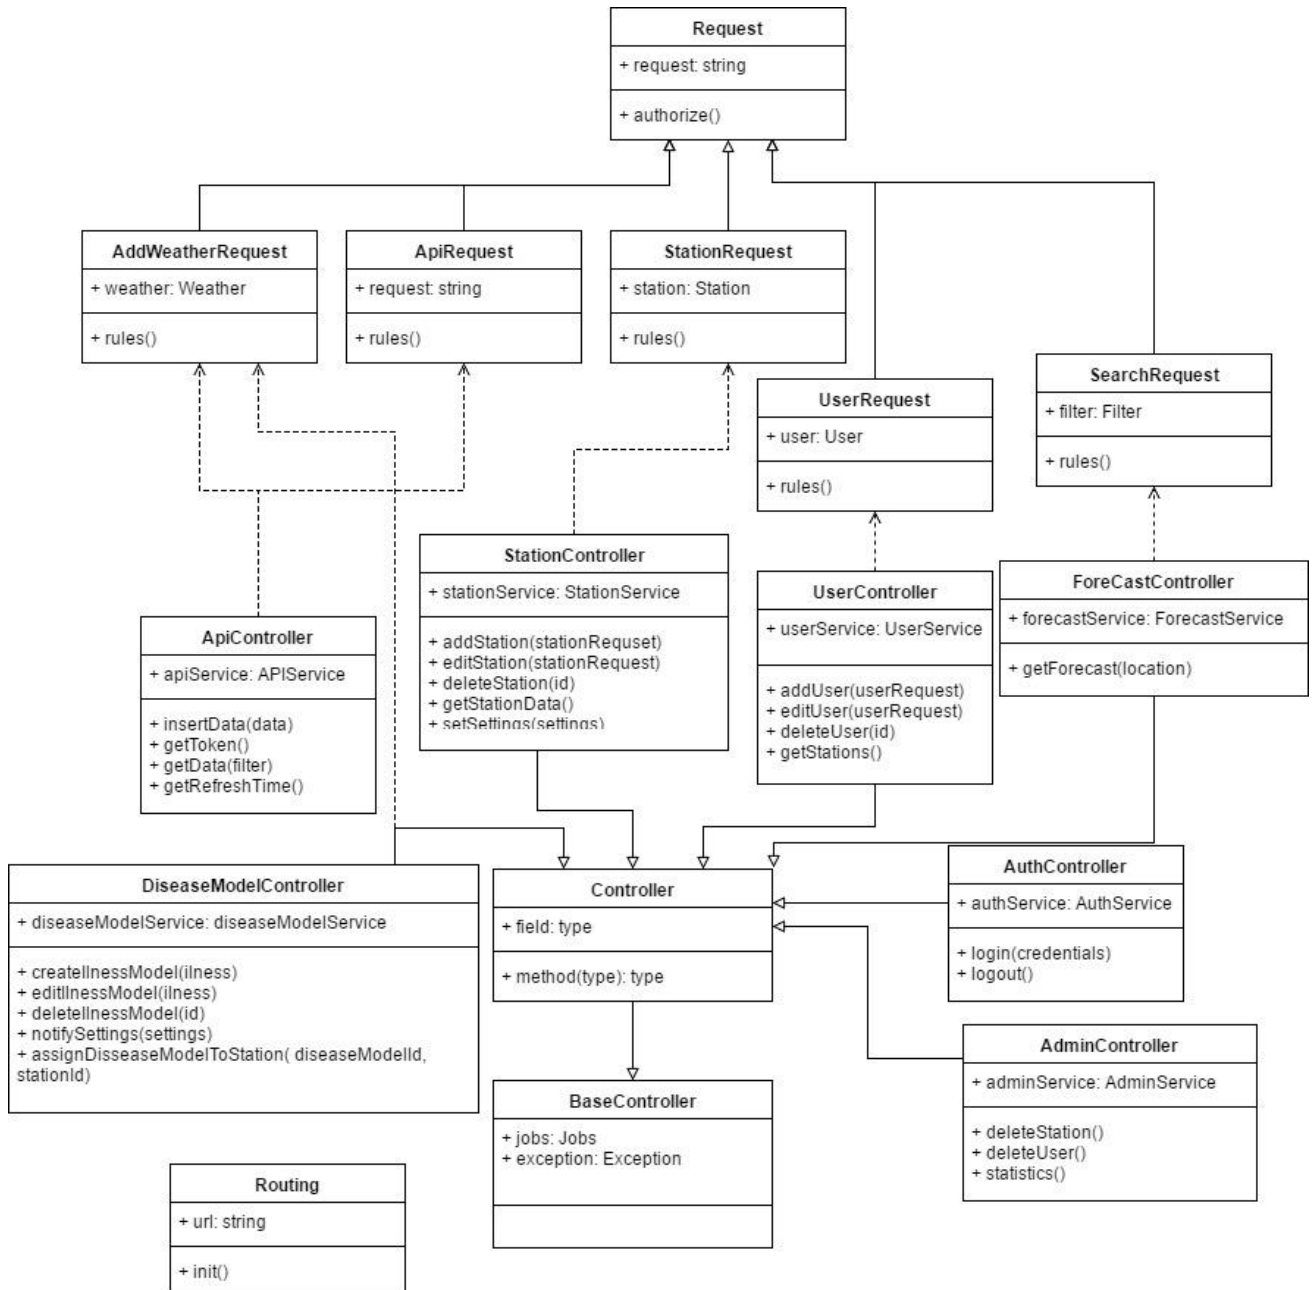 Request
+ request: string
+ authorize()
AddWeatherRequest
+ weather: Weather
+ rules()
ApiRequest
+ request: string
+ rules()
StationRequest
+ station: Station
+ rules()
UserRequest
+ user: User
+ rules()
SearchRequest
+ filter: Filter
+ rules()
StationController
+ stationService: StationService
+ addStation(stationRequset)
+ editStation(stationRequest)
+ deleteStation(id)
+ getStationData()
+ setSettings(settings)
UserController
+ userService: UserService
+ addUser(userRequest)
+ editUser(userRequest)
+ deleteUser(id)
+ getStations()
ForeCastController
+ forecastService: ForecastService
+ getForecast(location)
ApiController
+ apiService: APIService
+ insertData(data)
+ getToken()
+ getData(filter)
+ getRefreshTime()
DiseaseModelController
+ diseaseModelService: diseaseModelService
+ createIlnessModel(ilness)
+ editIlnessModel(ilness)
+ deleteIlnessModel(id)
+ notifySettings(settings)
+ assignDisseaseModelToStation( diseaseModelId,
stationId)
Controller
+ field: type
+ method(type): type
AuthController
+ authService: AuthService
+ login(credentials)
+ logout()
AdminController
+ adminService: AdminService
+ deleteStation()
+ deleteUser()
+ statistics()
BaseController
+ jobs: Jobs
+ exception: Exception
Routing
+ url: string
+ init()